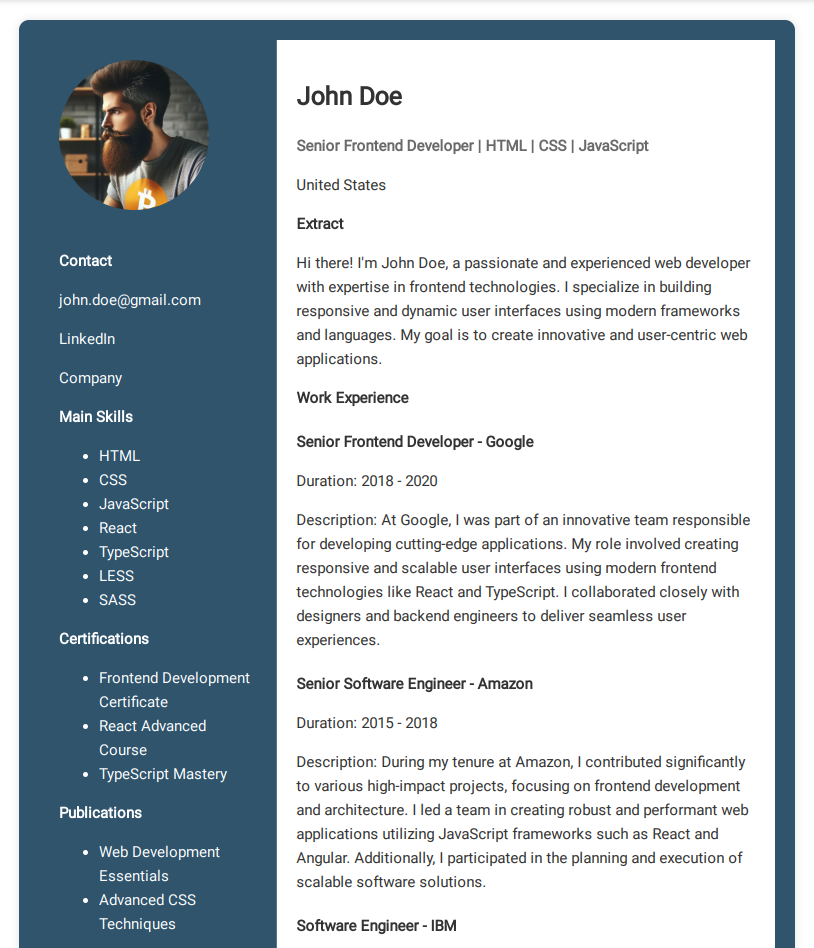 Contact
john.doe@gmail.com
LinkedIn
Company
Main Skills
HTML
CSS
JavaScript
React
TypeScript
LESS
SASS
Certifications
Frontend Development
Certificate
React Advanced
Course
TypeScript Mastery
Publications
Web Development
Essentials
Advanced CSS
Techniques
John Doe
Senior Frontend Developer | HTML | CSS | JavaScript
United States
Extract
Hi there! I'm John Doe, a passionate and experienced web developer
with expertise in frontend technologies. I specialize in building
responsive and dynamic user interfaces using modern frameworks
and languages. My goal is to create innovative and user-centric web
applications.
Work Experience
Senior Frontend Developer - Google
Duration: 2018 - 2020
Description: At Google, I was part of an innovative team responsible
for developing cutting-edge applications. My role involved creating
responsive and scalable user interfaces using modern frontend
technologies like React and TypeScript. I collaborated closely with
designers and backend engineers to deliver seamless user
experiences.
Senior Software Engineer - Amazon
Duration: 2015 - 2018
Description: During my tenure at Amazon, I contributed significantly
to various high-impact projects, focusing on frontend development
and architecture. I led a team in creating robust and performant web
applications utilizing JavaScript frameworks such as React and
Angular. Additionally, I participated in the planning and execution of
scalable software solutions.
Software Engineer - IBM